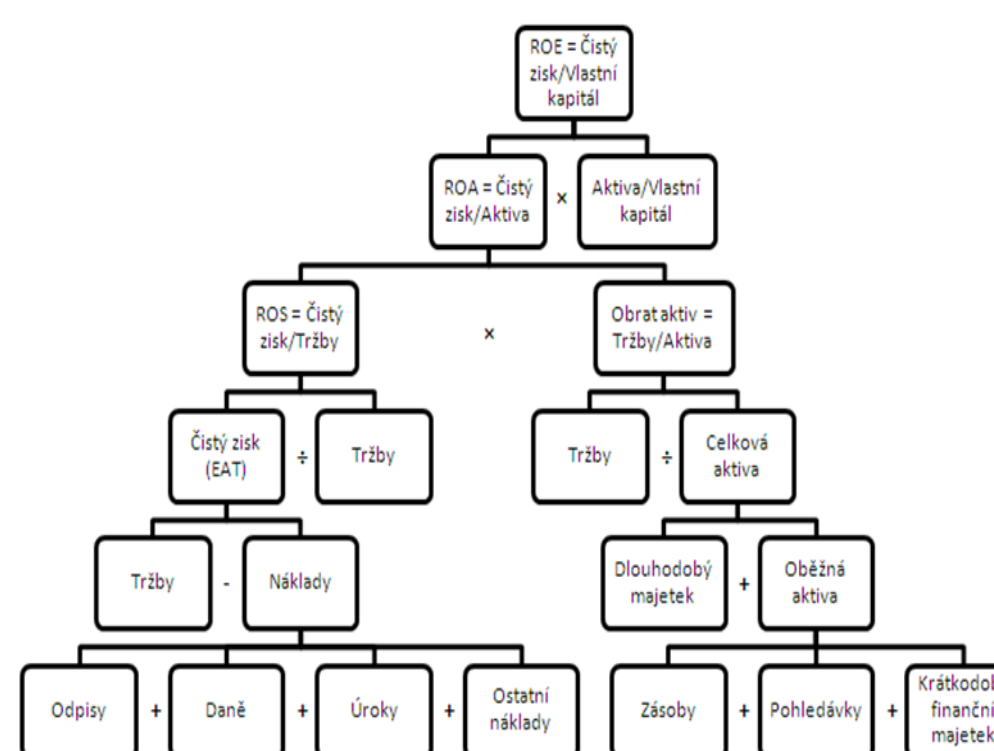 ROE = Čistý
zisk/Vlastní
kapitál
ROA = Čistý
zisk/Aktiva
×
Aktiva/Vlastní
kapitál
ROS = Čistý
zisk/Tržby
×
Obrat aktiv =
Tržby/Aktiva
Čistý zisk
(EAT)
÷
Tržby
Tržby
÷
Celková
aktiva
Tržby
-
Náklady
Dlouhodobý
majetek
+
Oběžná
aktiva
Odpisy
+
Daně
+
Úroky
+
Ostatní
náklady
Zásoby
+
Pohledávky
+
finanční
majetek